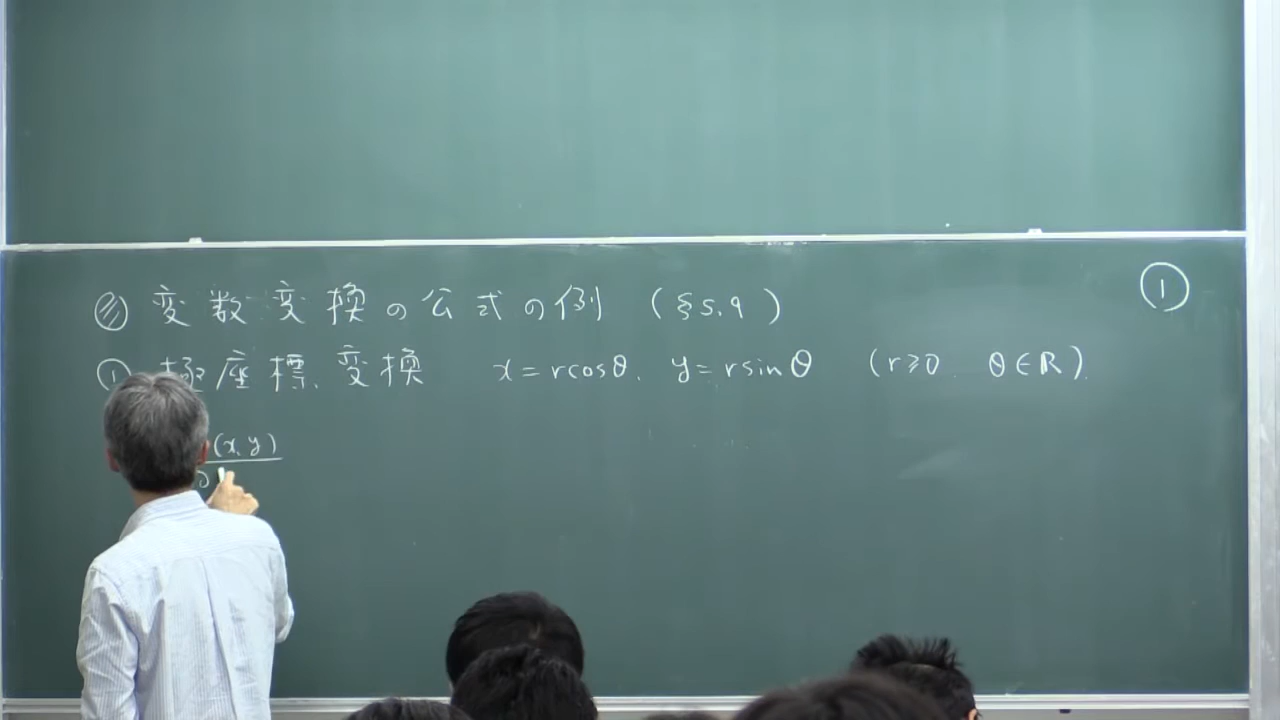 変数変換の公式の例 (§5.9) ①
① 極座標変換 x = rcosθ, y = rsinθ (r≥0, θ∈ℝ)
(x, y)
∂